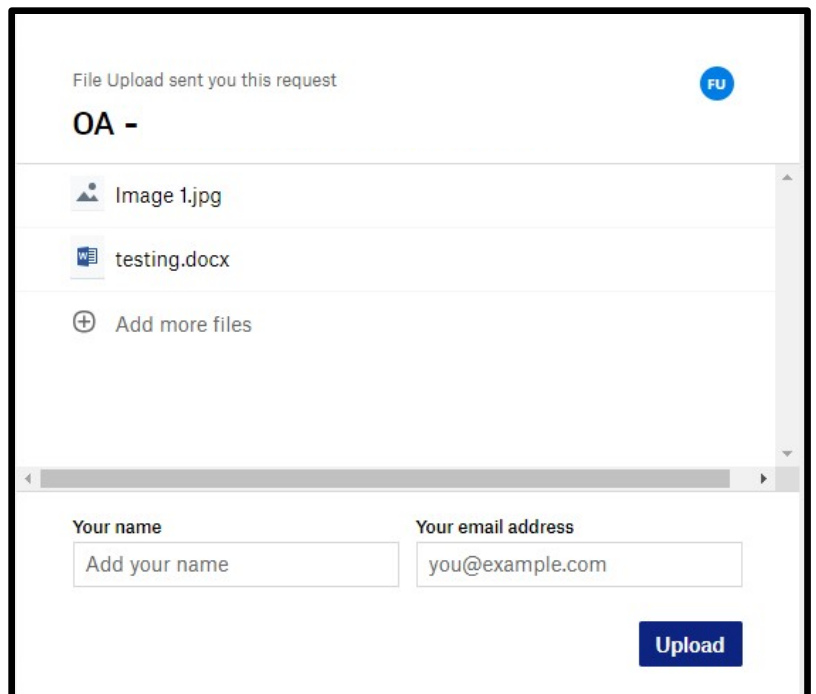 File Upload sent you this request
FU
OA -
Image 1.jpg
testing.docx
Add more files
Your name
Your email address
Add your name
you@example.com
Upload